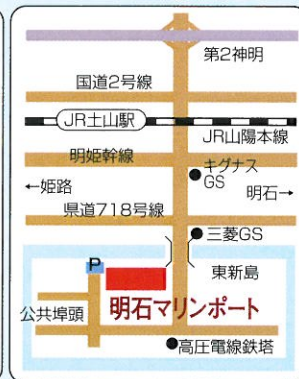 第2神明
国道2号線
JR土山駅
JR山陽本線
明姫幹線
キグナス
GS
←姫路
明石→
県道718号線
三菱GS
P
東新島
公共埠頭
明石マリンポート
高圧電線鉄塔